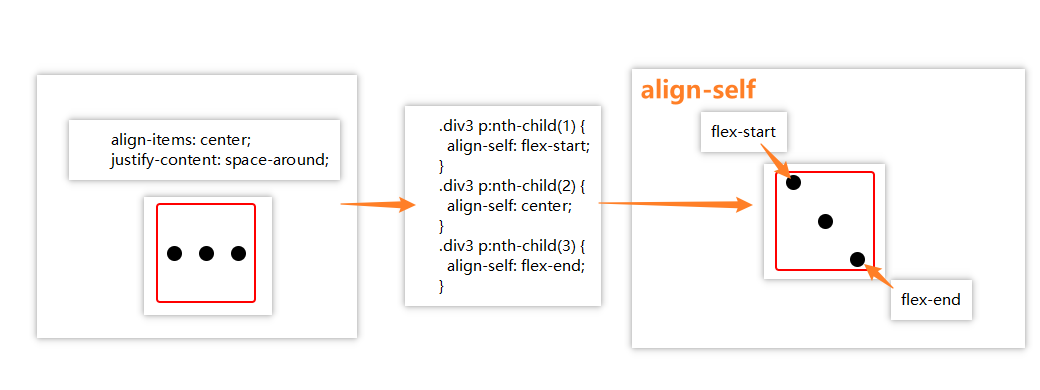 align-items: center;
justify-content: space-around;
.div3 p:nth-child(1) {
align-self: flex-start;
}
.div3 p:nth-child(2) {
align-self: center;
}
.div3 p:nth-child(3) {
align-self: flex-end;
}
align-self
flex-start
flex-end